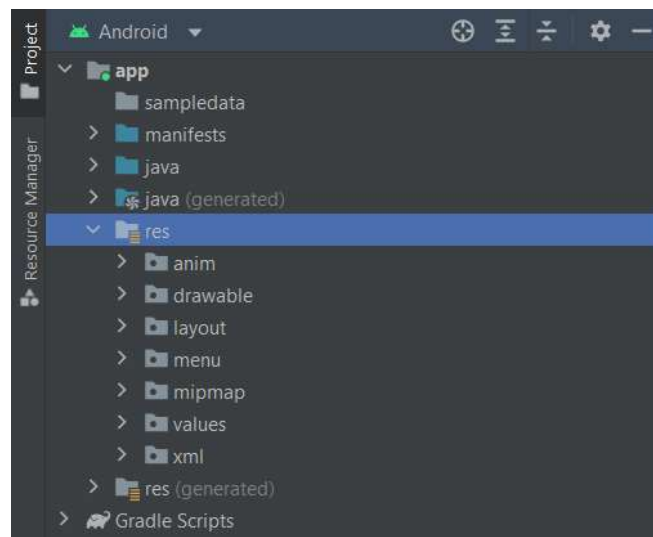 Project
Resource Manager
Android
app
sampledata
manifests
java
java (generated)
res
anim
drawable
layout
menu
mipmap
values
xml
res (generated)
Gradle Scripts